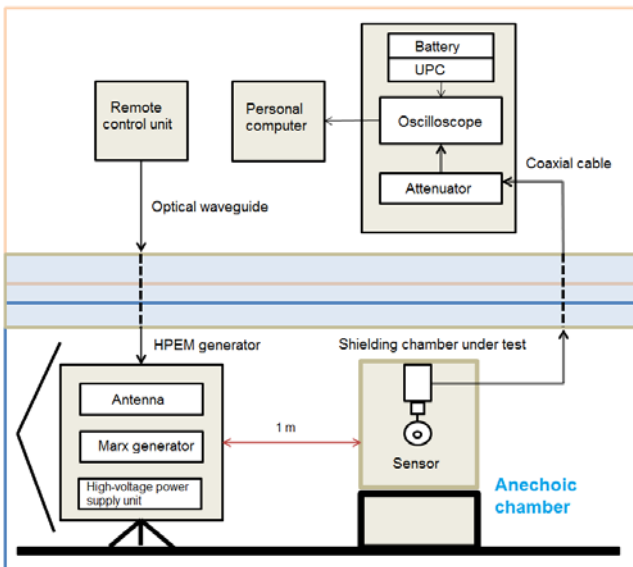 Battery
UPC
Remote
control unit
Personal
computer
Oscilloscope
Coaxial cable
Attenuator
Optical waveguide
HPEM generator
Shielding chamber under test
Antenna
1 m
Marx generator
Sensor
High-voltage power
supply unit
Anechoic
chamber